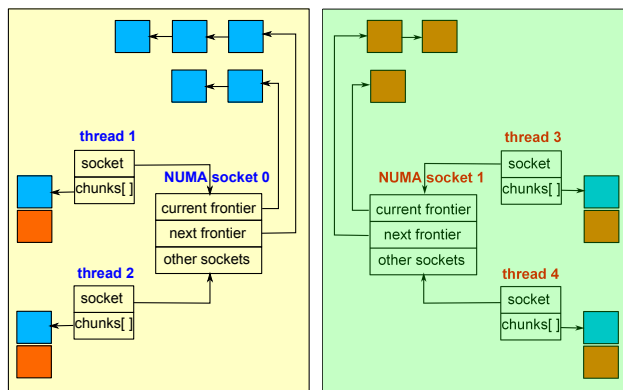 thread 1
socket
chunks[ ]
NUMA socket 0
current frontier
next frontier
other sockets
thread 2
socket
chunks[ ]
thread 3
socket
chunks[ ]
NUMA socket 1
current frontier
next frontier
other sockets
thread 4
socket
chunks[ ]